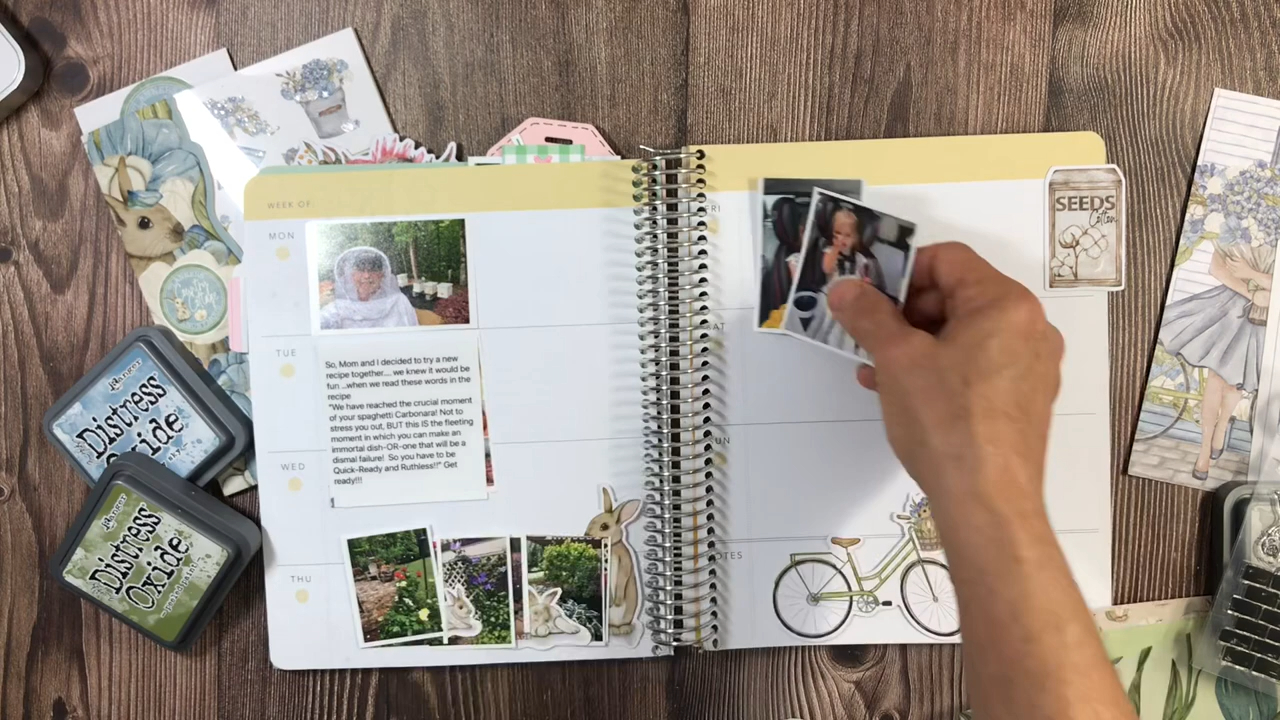 WEEK OF:
MON
TUE
So, Mom and I decided to try a new
recipe together.... we knew it would be
fun ..when we read these words in the
recipe
"We have reached the crucial moment
of your spaghetti Carbonara! Not to
stress you out, BUT this IS the fleeting
moment in which you can make an
immortal dish-OR-one that will be a
dismal failure! So you have to be
Quick-Ready and Ruthless!!" Get
ready!!!
WED
THU
FRI
SAT
SUN
NOTES
SEEDS
Cotton
Ranger
Distress
Oxide
Ranger
Distress
Oxide